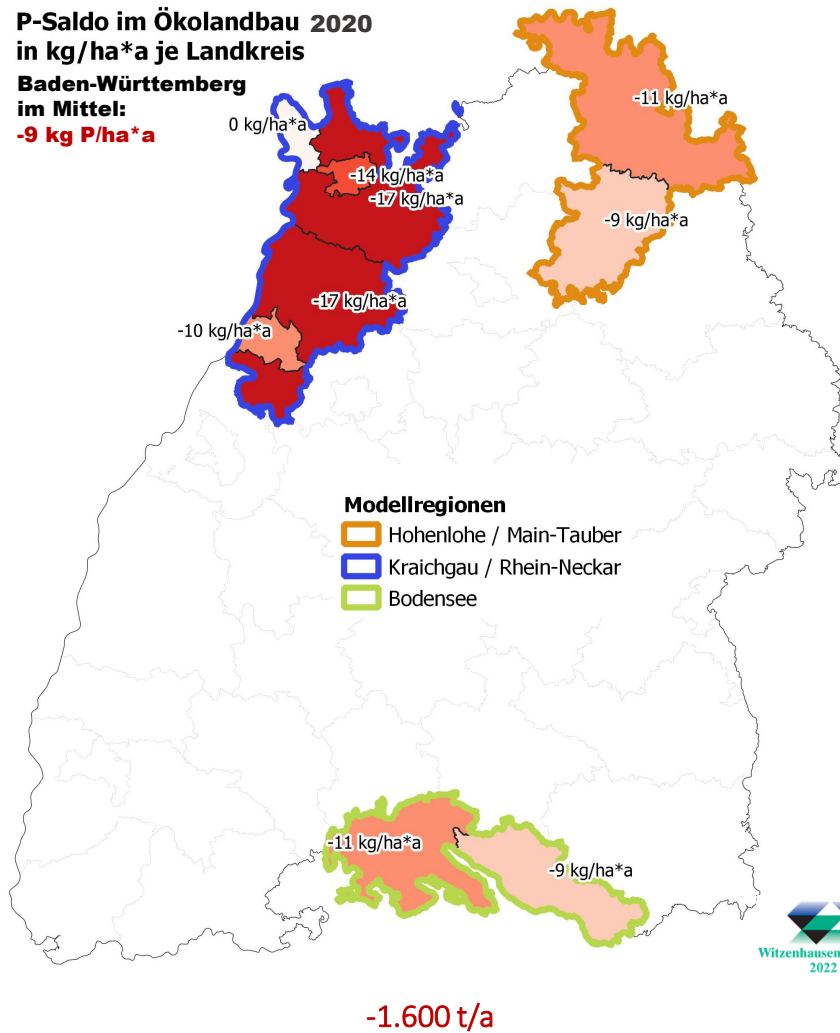 P-Saldo im Ökolandbau 2020
in kg/ha*a je Landkreis
Baden-Württemberg
im Mittel:
-9 kg P/ha*a
-11 kg/ha*a
0 kg/ha*a
-14 kg/ha*a
-17 kg/ha*a
-9 kg/ha*a
-17 kg/ha*a
-10 kg/ha*a
Modellregionen
Hohenlohe / Main-Tauber
Kraichgau / Rhein-Neckar
Bodensee
-11 kg/ha*a
-9 kg/ha*a
Witzenhausen
2022
-1.600 t/a